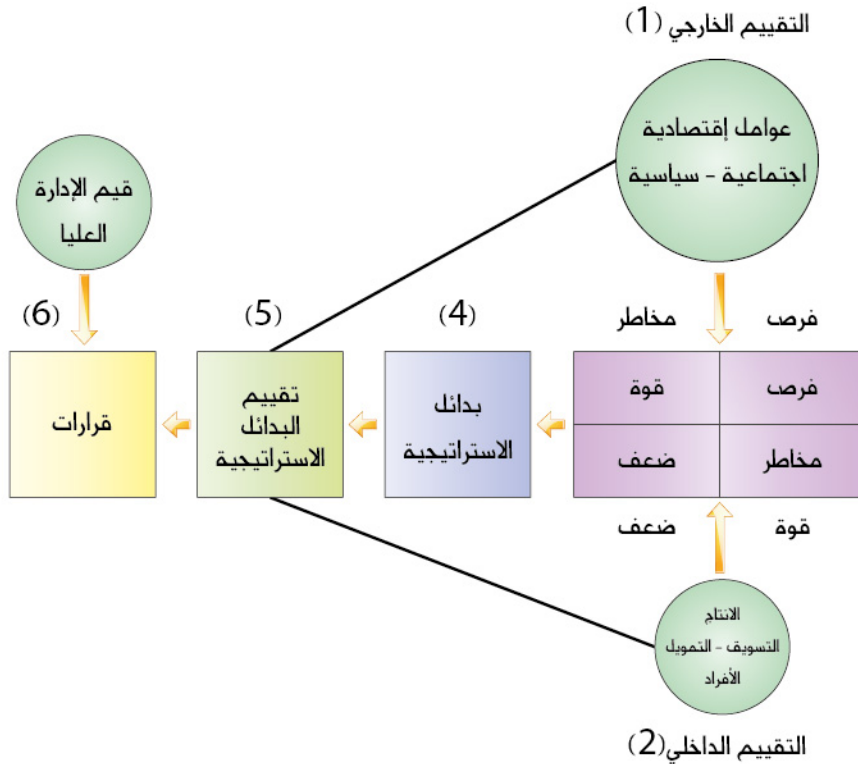 التقييم الخارجي (1)
عوامل إقتصادية
اجتماعية - سياسية
قيم الإدارة
العليا
فرص
مخاطر
(4)
(5)
(6)
فرص
قوة
مخاطر
ضعف
بدائل
الاستراتيجية
تقييم
البدائل
الاستراتيجية
قرارات
قوة
ضعف
الانتاج
التسويق - التمويل
الأفراد
التقييم الداخلي(2)